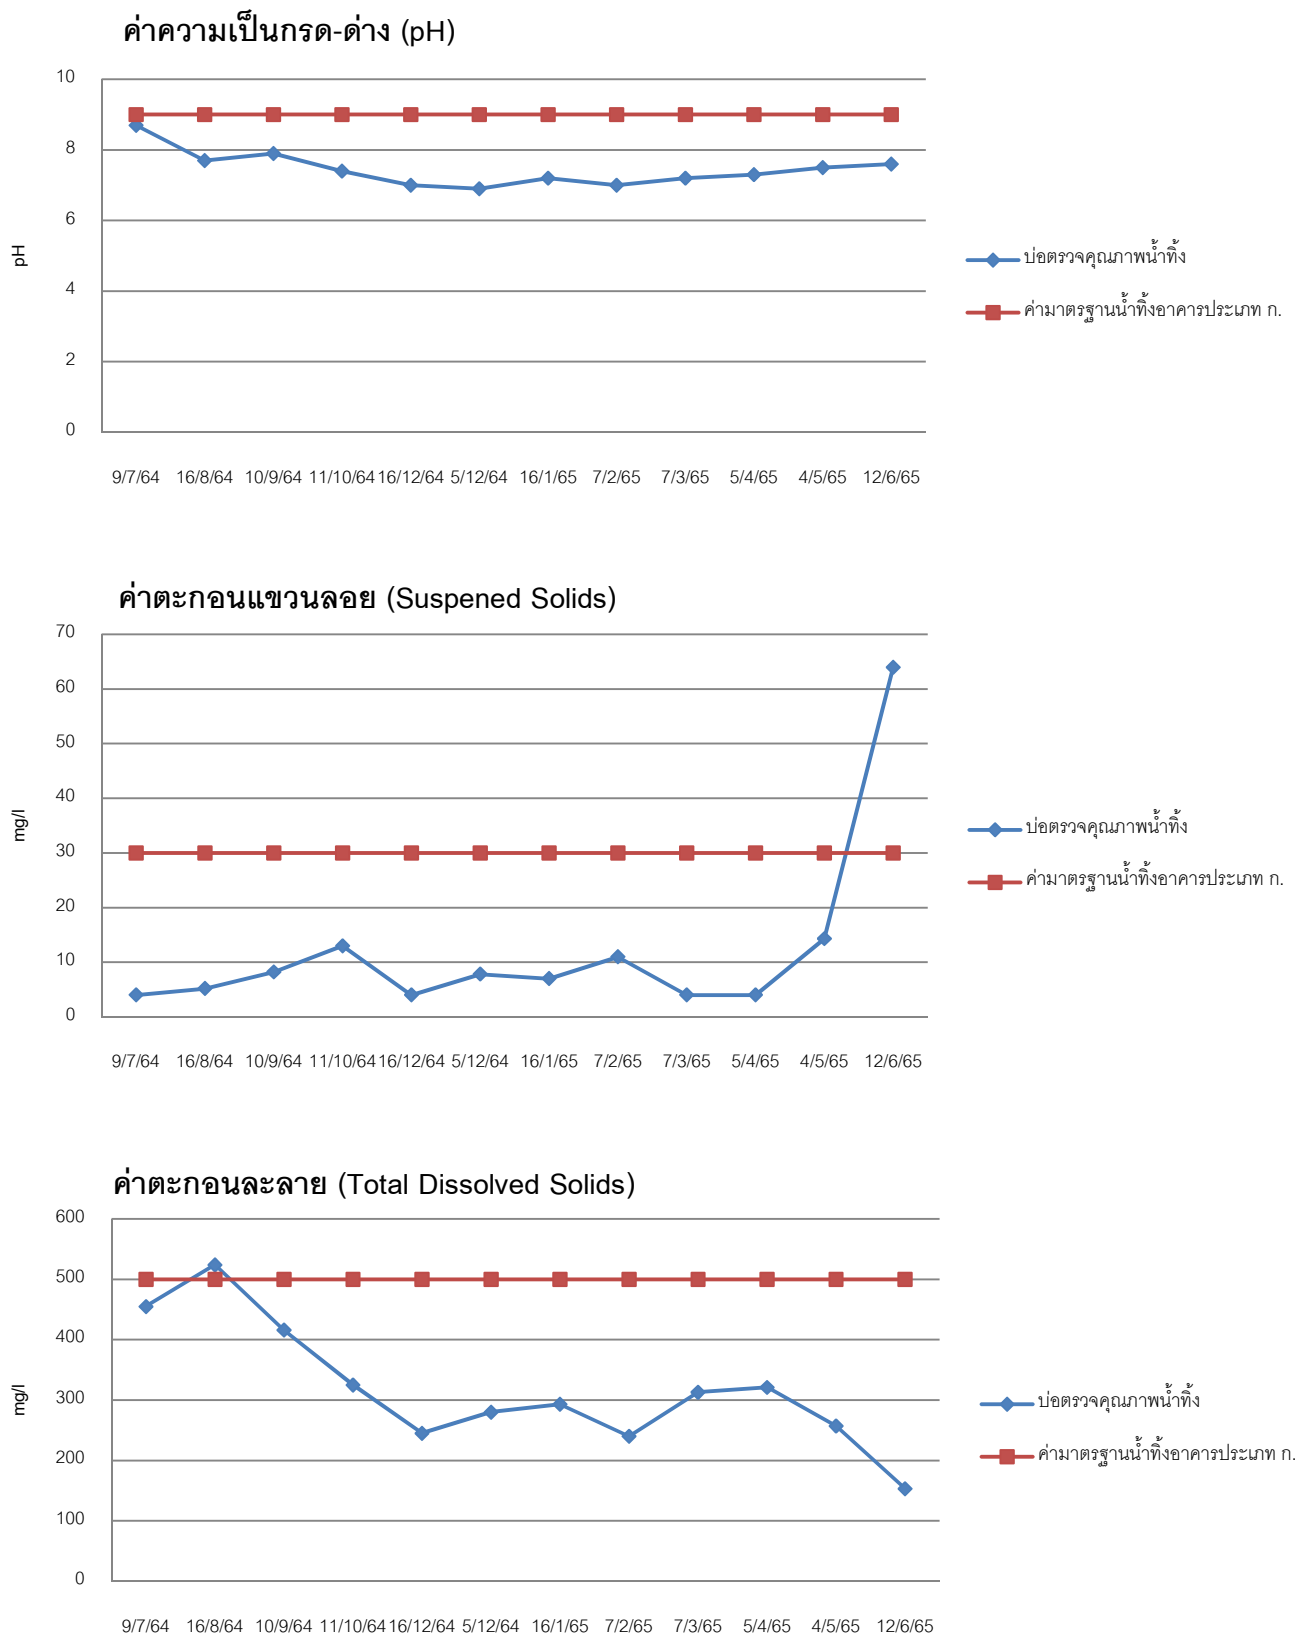 ค่าความเป็นกรด-ด่าง (pH)
10
8
6
4
2
0
pH
9/7/64 16/8/64 10/9/64 11/10/64 16/12/64 5/12/64 16/1/65 7/2/65 7/3/65 5/4/65 4/5/65 12/6/65
บ่อตรวจคุณภาพน้ำทิ้ง
ค่ามาตรฐานน้ำทิ้งอาคารประเภท ก.
ค่าตะกอนแขวนลอย (Suspened Solids)
70
60
50
40
30
20
10
0
mg/l
9/7/64 16/8/64 10/9/64 11/10/64 16/12/64 5/12/64 16/1/65 7/2/65 7/3/65 5/4/65 4/5/65 12/6/65
บ่อตรวจคุณภาพน้ำทิ้ง
ค่ามาตรฐานน้ำทิ้งอาคารประเภท ก.
ค่าตะกอนละลาย (Total Dissolved Solids)
600
500
400
300
200
100
0
mg/l
9/7/64 16/8/64 10/9/64 11/10/64 16/12/64 5/12/64 16/1/65 7/2/65 7/3/65 5/4/65 4/5/65 12/6/65
บ่อตรวจคุณภาพน้ำทิ้ง
ค่ามาตรฐานน้ำทิ้งอาคารประเภท ก.